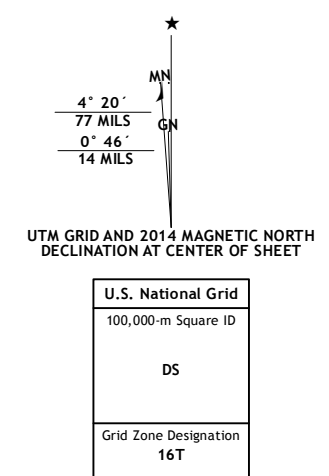 ★
MN
4° 20´
77 MILS
GN
0° 46´
14 MILS
UTM GRID AND 2014 MAGNETIC NORTH
DECLINATION AT CENTER OF SHEET
U.S. National Grid
100,000-m Square ID
DS
Grid Zone Designation
16T